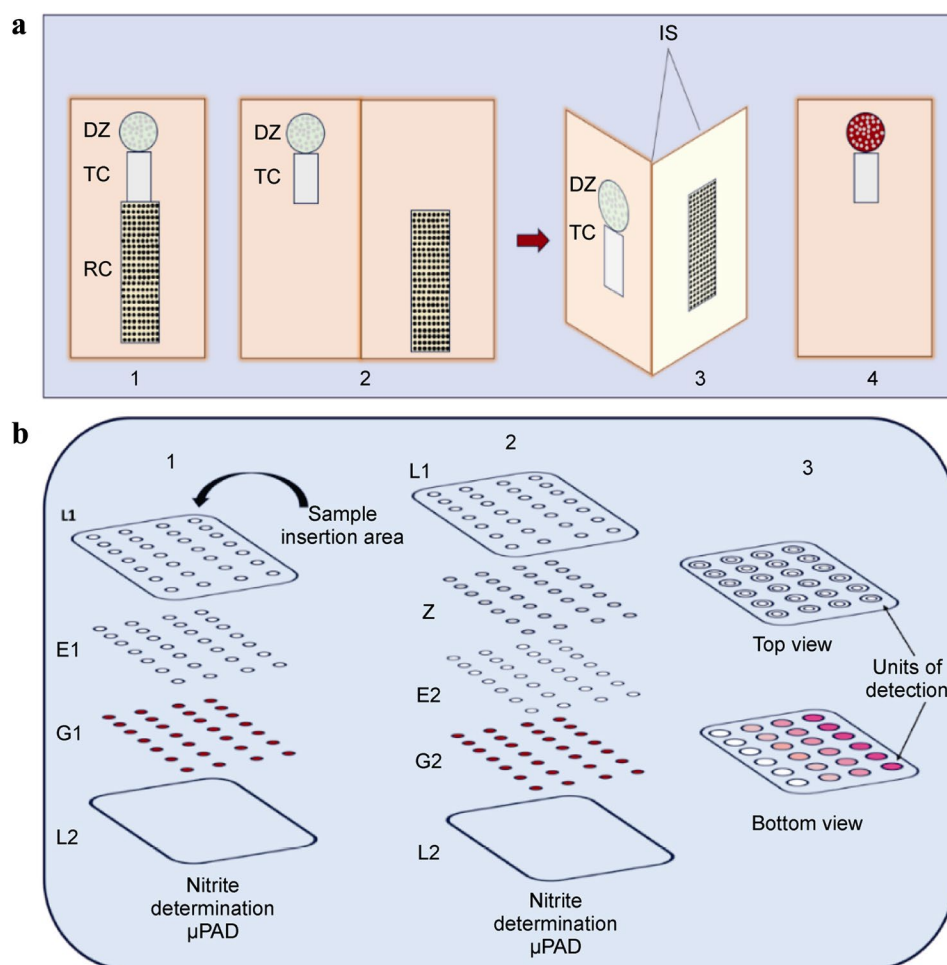 a
IS
DZ
TC
RC
DZ
TC
DZ
TC
1
2
3
4
b
1
2
3
L1
Sample
insertion area
E1
G1
L2
Nitrite
determination
µPAD
L1
Z
E2
G2
L2
Nitrite
determination
µPAD
Top view
Units of
detection
Bottom view